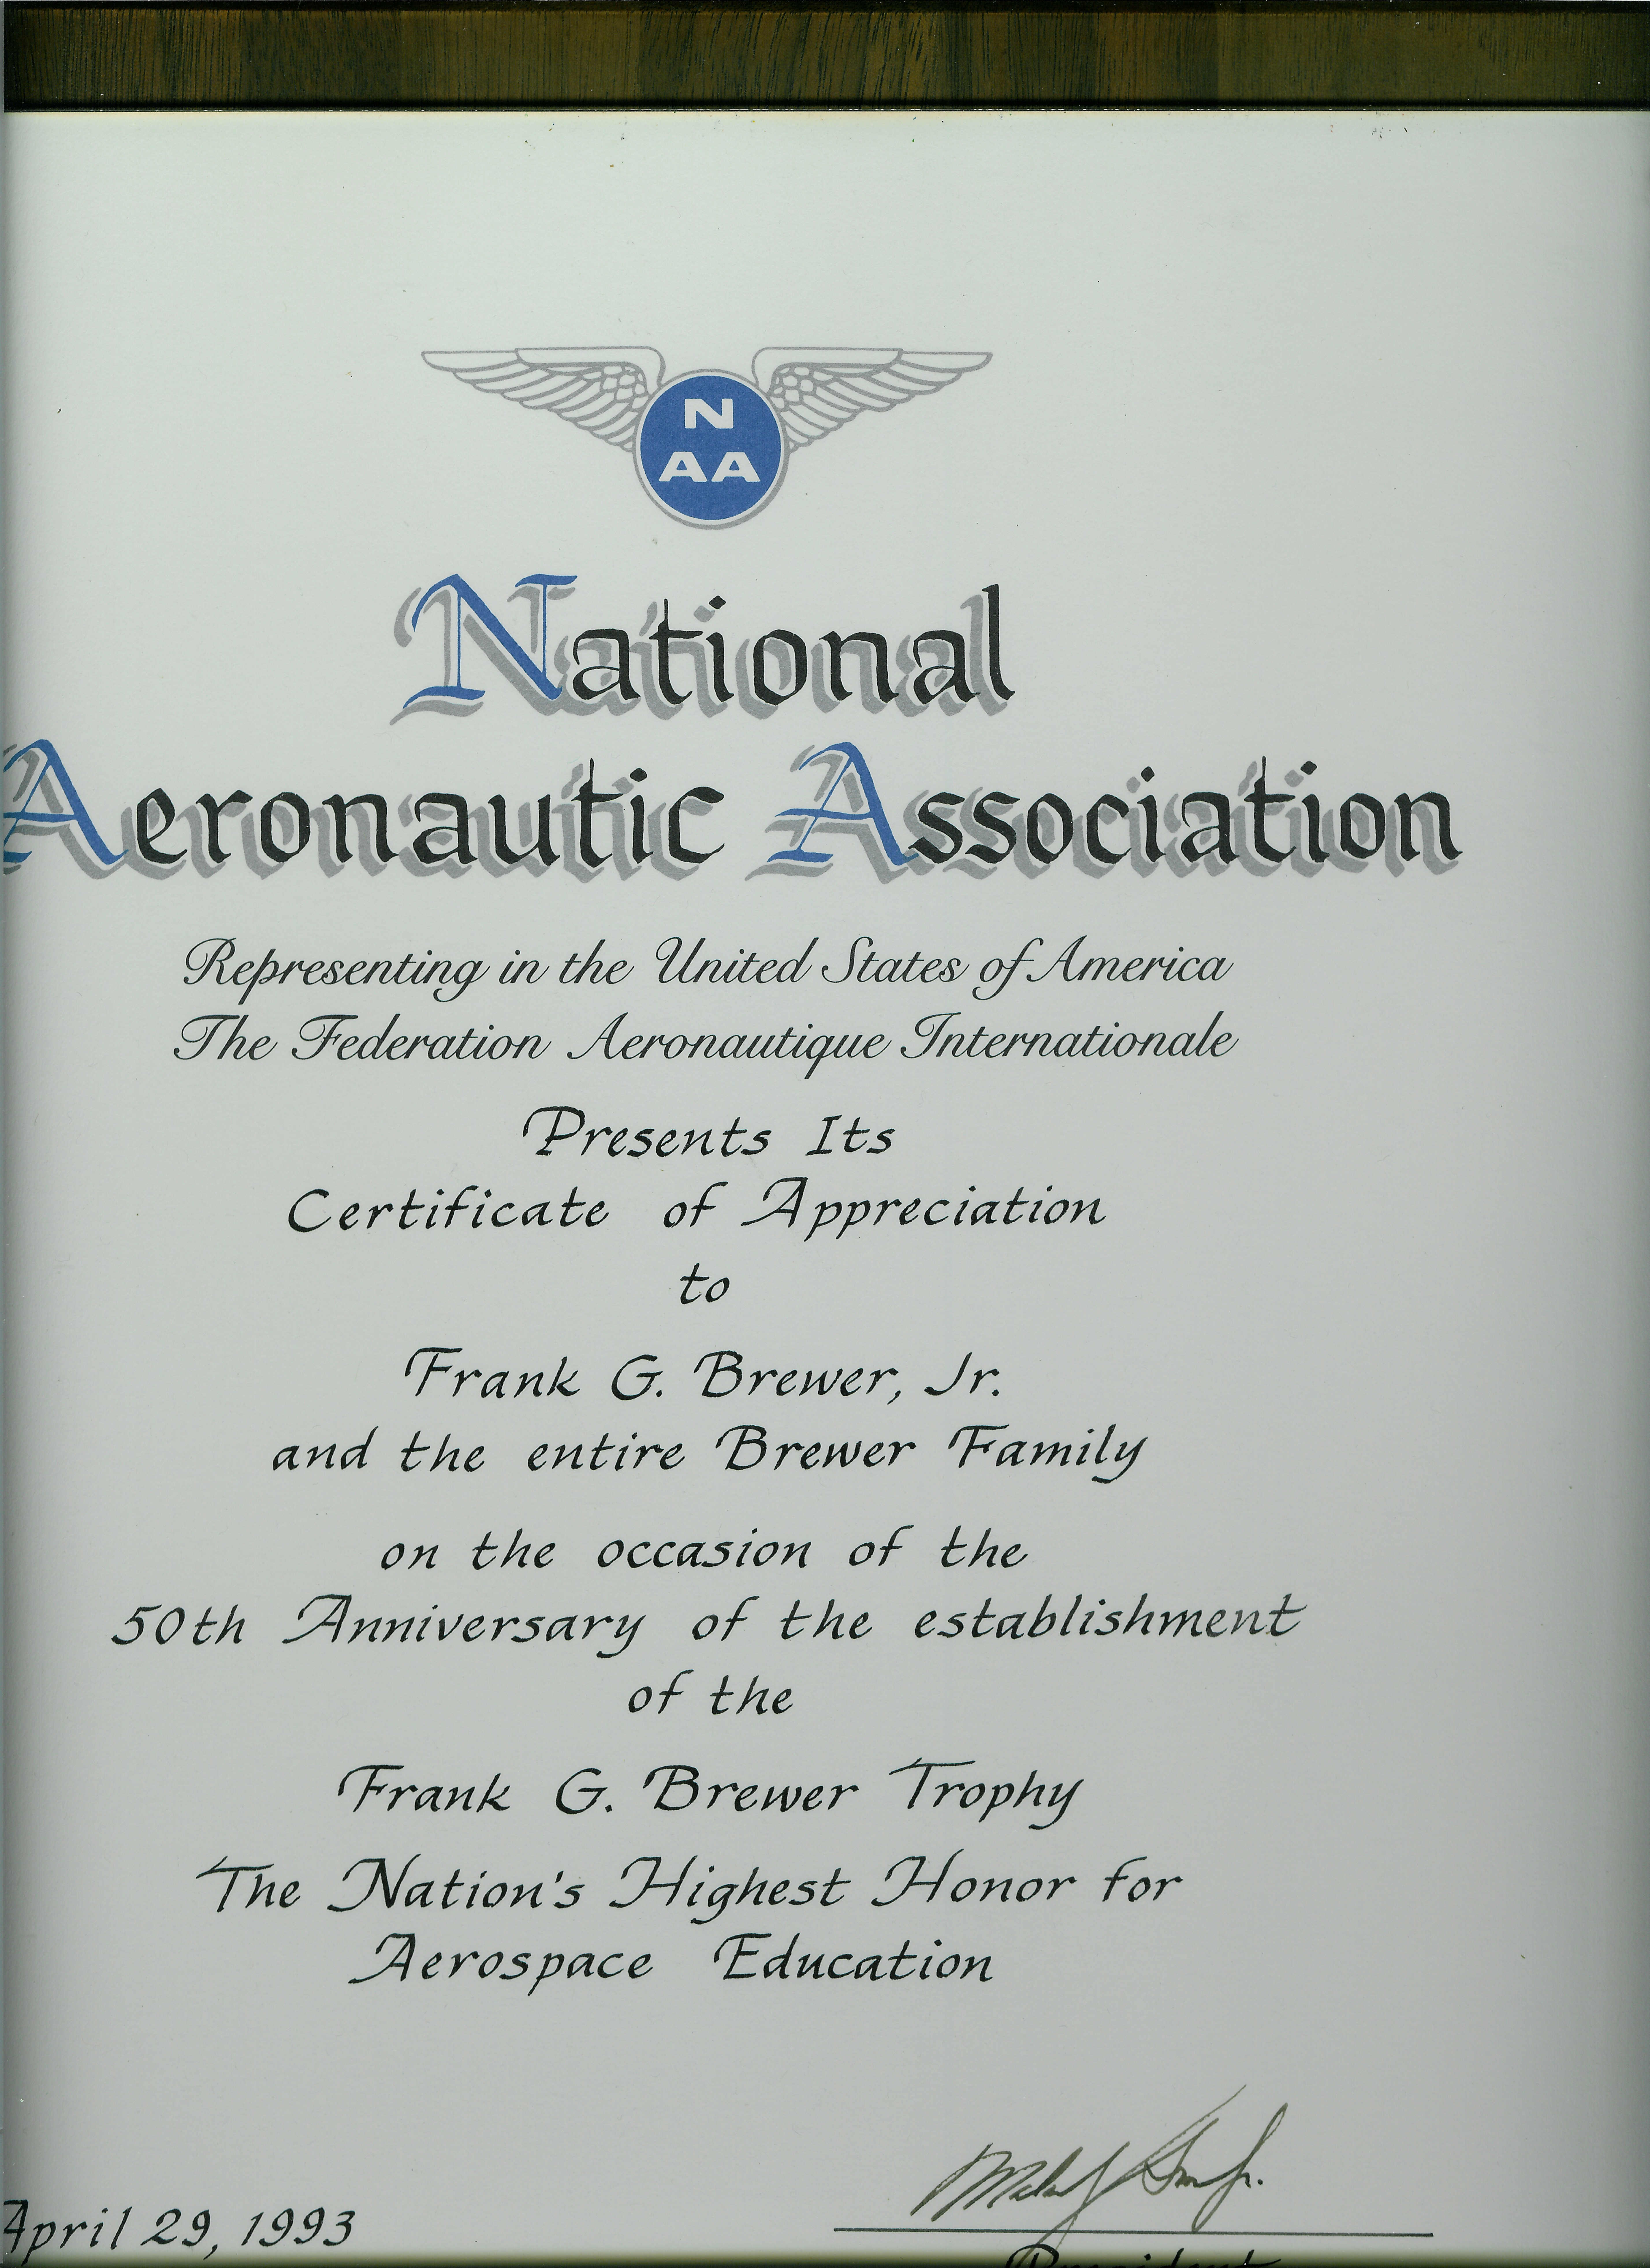 N
AA
National
Aeronautic Association
Representing in the United States of America
The Federation Aeronautique Internationale
Presents Its
Certificate of Appreciation
to
Frank G. Brewer, Jr.
and the entire Brewer Family
on the occasion of the
50th Anniversary of the establishment
of the
Frank G. Brewer Trophy
The Nation's Highest Honor for
Aerospace Education
April 29, 1993
President